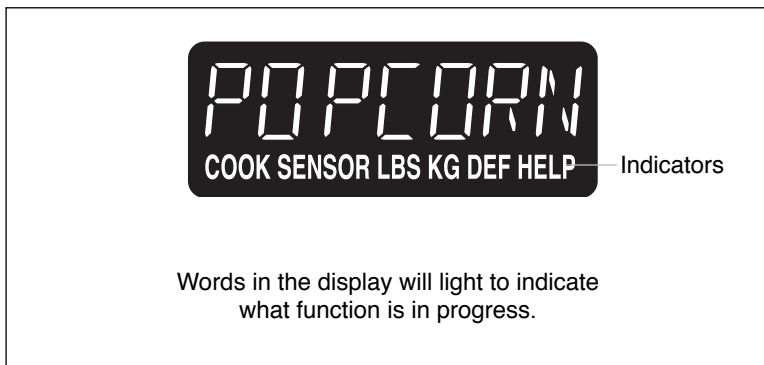 POPCORN
COOK SENSOR LBS KG DEF HELP
Indicators
Words in the display will light to indicate
what function is in progress.